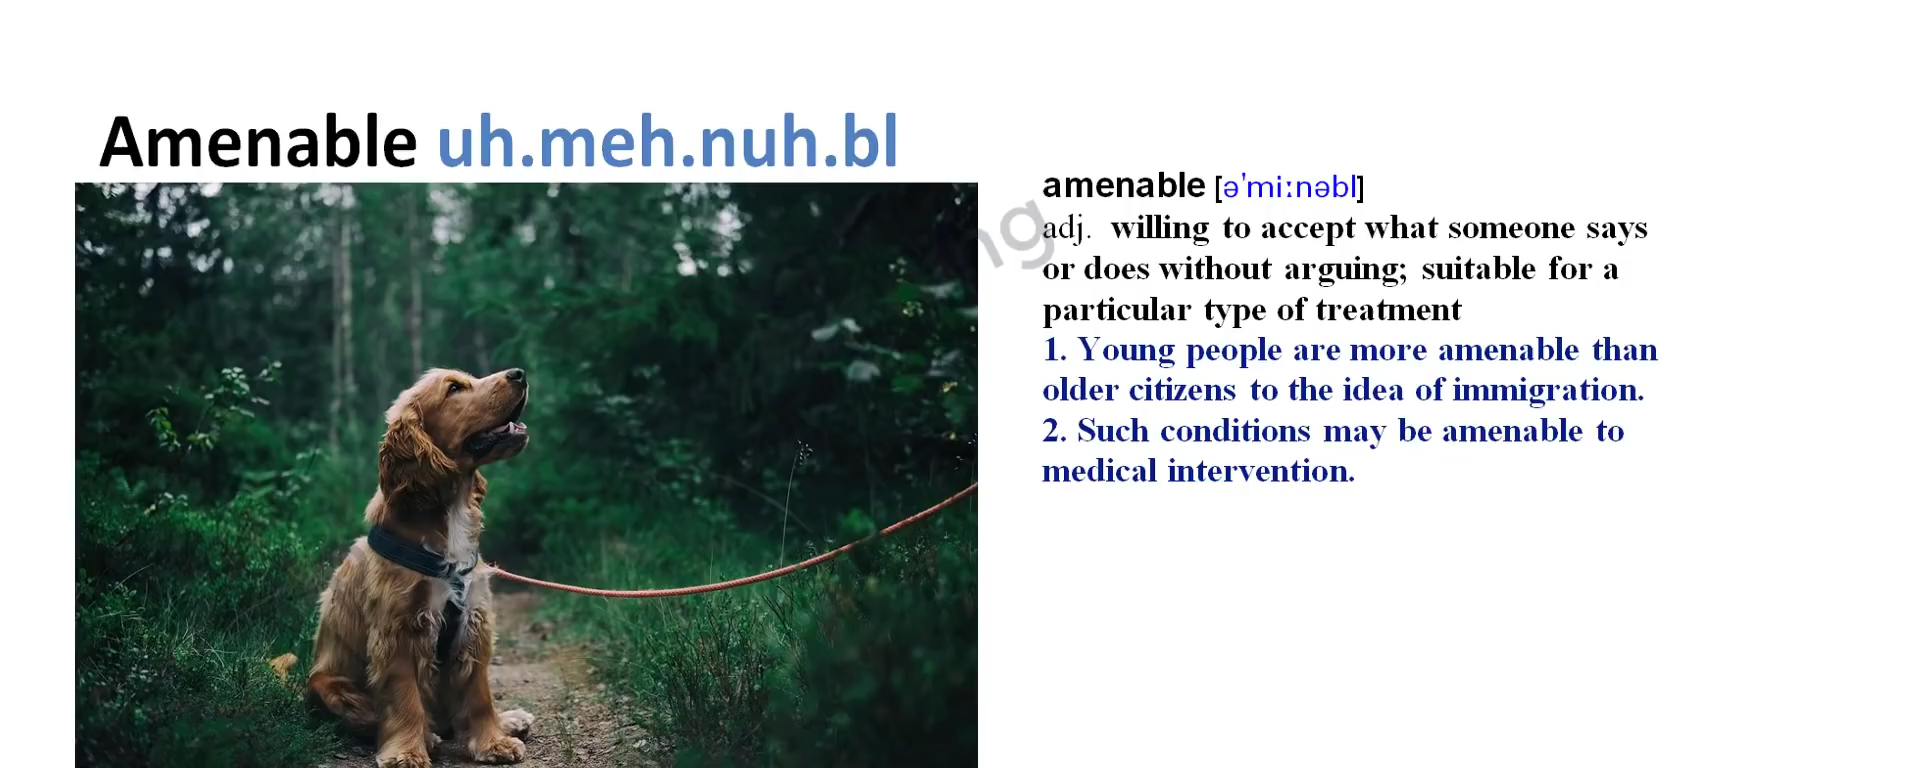 Amenable uh.meh.nuh.bl
amenable [ə'mi:nəbl]
adj. willing to accept what someone says
or does without arguing; suitable for a
particular type of treatment
1. Young people are more amenable than
older citizens to the idea of immigration.
2. Such conditions may be amenable to
medical intervention.